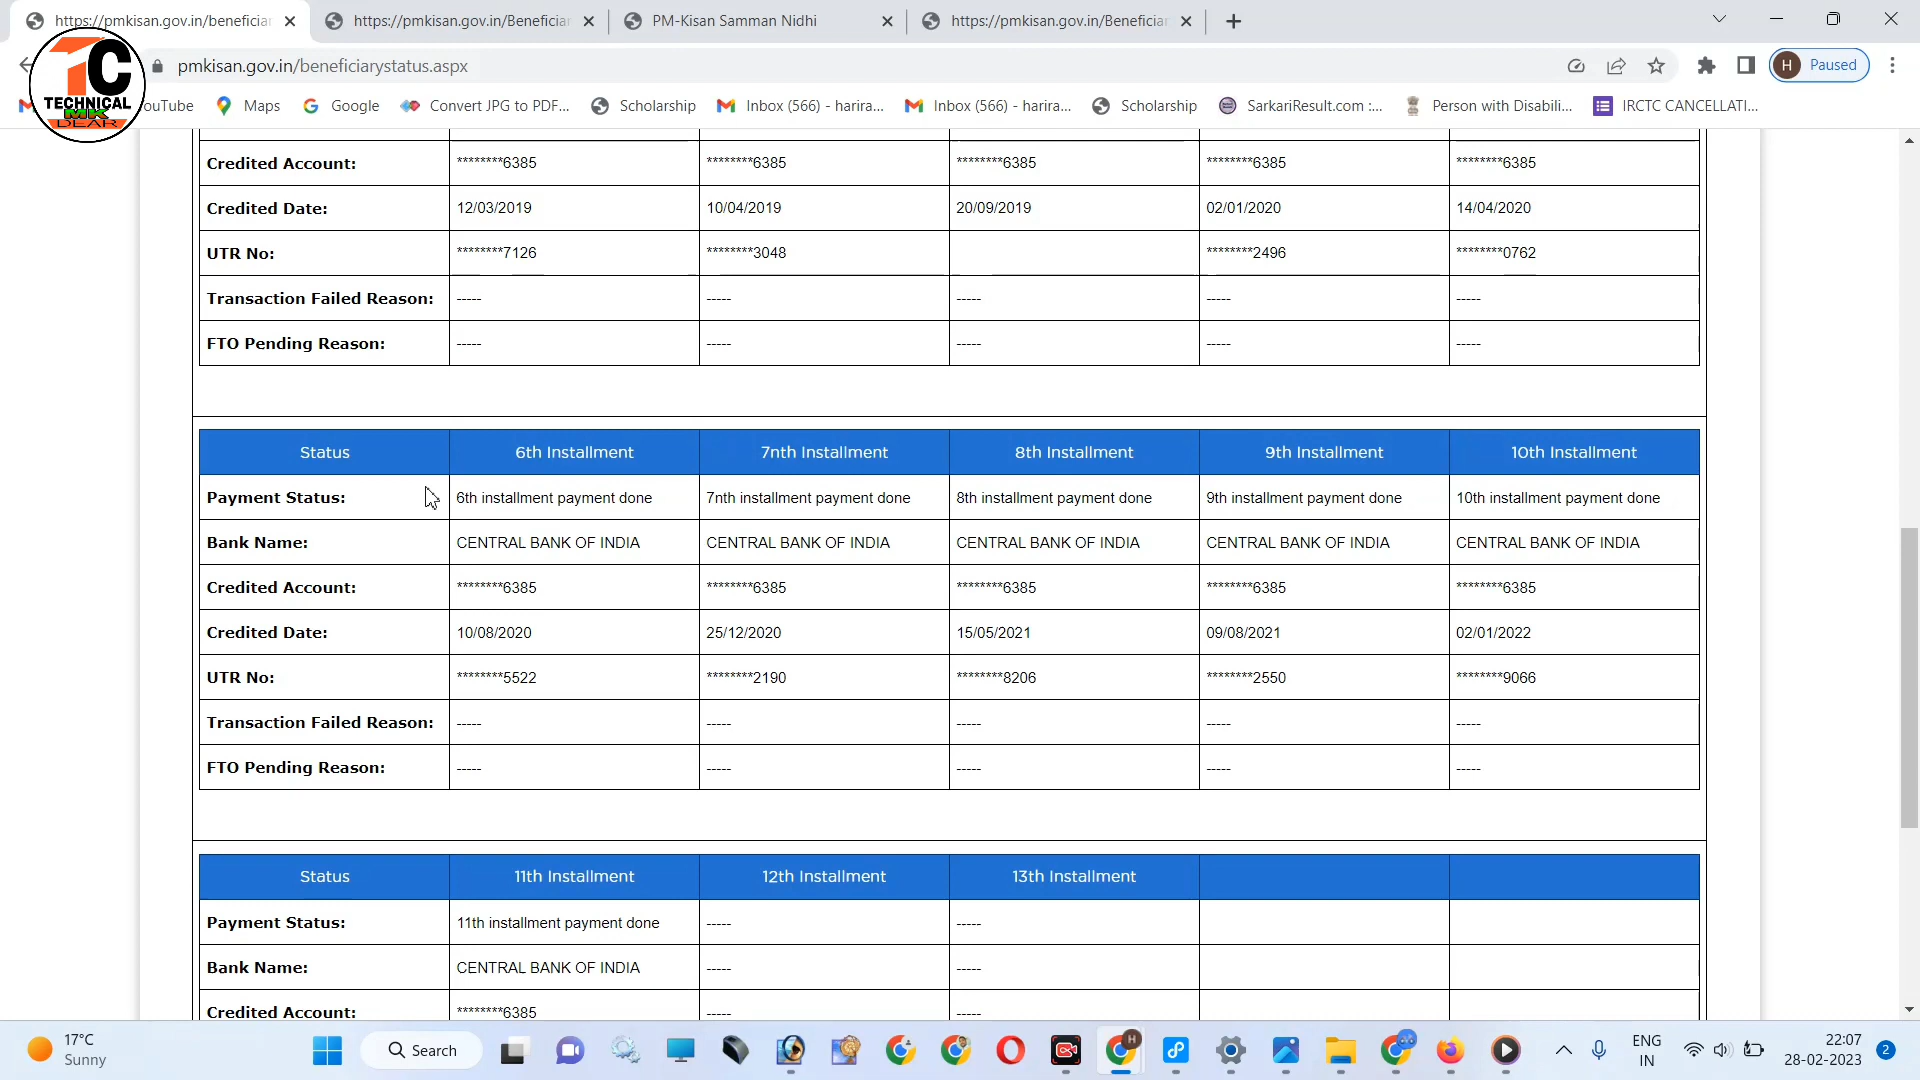 https://pmkisan.gov.in/beneficia
https://pmkisan.gov.in/Beneficiar
PM-Kisan Samman Nidhi
https://pmkisan.gov.in/Beneficiar
pmkisan.gov.in/beneficiarystatus.aspx
H Paused
TC
TECHNICAL
MK
DEAR
ouTube Maps Google Convert JPG to PDF... Scholarship Inbox (566) - harira... Inbox (566) - harira... Scholarship SarkariResult.com :... Person with Disabili... IRCTC CANCELLATI...
Credited Account: ********6385 ********6385 ********6385 ********6385 ********6385
Credited Date: 12/03/2019 10/04/2019 20/09/2019 02/01/2020 14/04/2020
UTR No: ********7126 ********3048 ********2496 ********0762
Transaction Failed Reason: ----- ----- ----- ----- -----
FTO Pending Reason: ----- ----- ----- ----- -----
Status 6th Installment 7nth Installment 8th Installment 9th Installment 10th Installment
Payment Status: 6th installment payment done 7nth installment payment done 8th installment payment done 9th installment payment done 10th installment payment done
Bank Name: CENTRAL BANK OF INDIA CENTRAL BANK OF INDIA CENTRAL BANK OF INDIA CENTRAL BANK OF INDIA CENTRAL BANK OF INDIA
Credited Account: ********6385 ********6385 ********6385 ********6385 ********6385
Credited Date: 10/08/2020 25/12/2020 15/05/2021 09/08/2021 02/01/2022
UTR No: ********5522 ********2190 ********8206 ********2550 ********9066
Transaction Failed Reason: ----- ----- ----- ----- -----
FTO Pending Reason: ----- ----- ----- ----- -----
Status 11th Installment 12th Installment 13th Installment
Payment Status: 11th installment payment done ----- -----
Bank Name: CENTRAL BANK OF INDIA ----- -----
Credited Account: ********6385 ----- -----
17°C
Sunny
Search
H
ENG
IN
22:07
28-02-2023
2